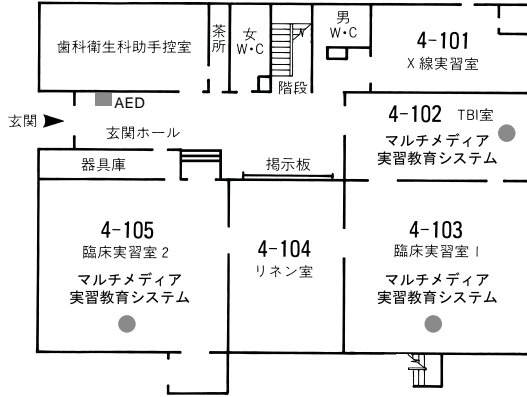 歯科衛生科助手控室
茶所
女
W・C
階段
男
W・C
4-101
X線実習室
AED
玄関
玄関ホール
4-102 TBI室
マルチメディア
実習教育システム
器具庫
掲示板
4-105
臨床実習室2
マルチメディア
実習教育システム
4-104
リネン室
4-103
臨床実習室1
マルチメディア
実習教育システム